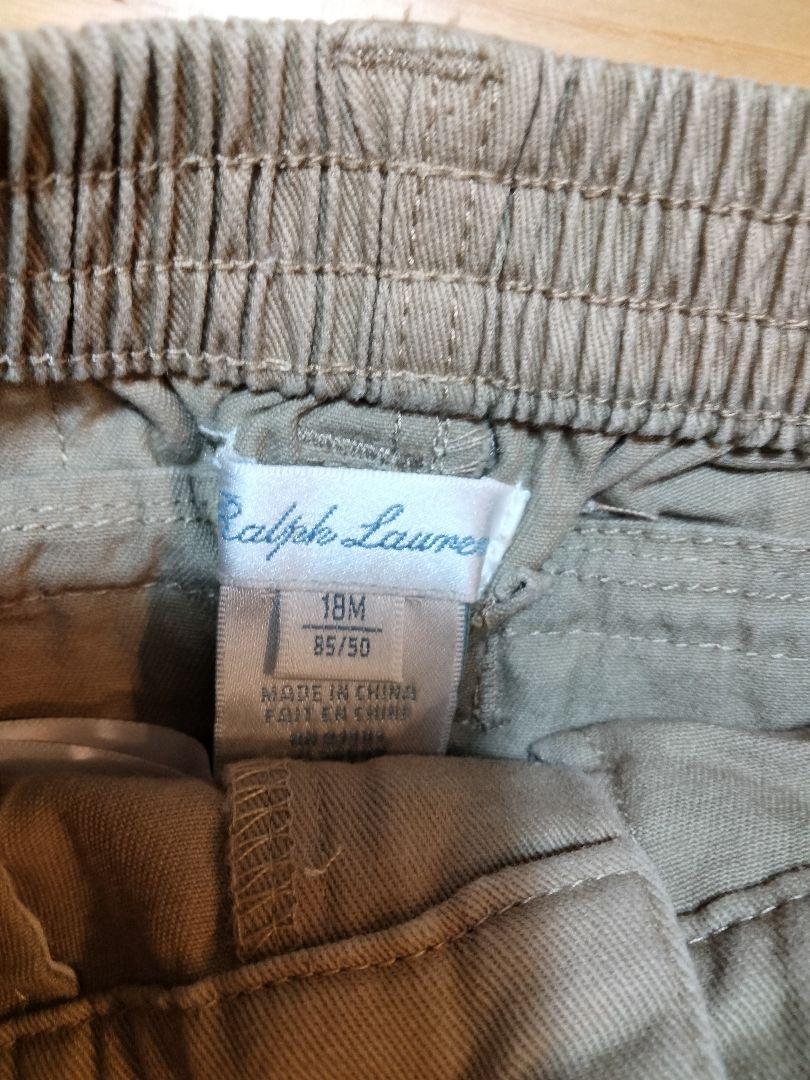 Ralph Lauren
18M
85/50
MADE IN CHINA
FAIT EN CHINE